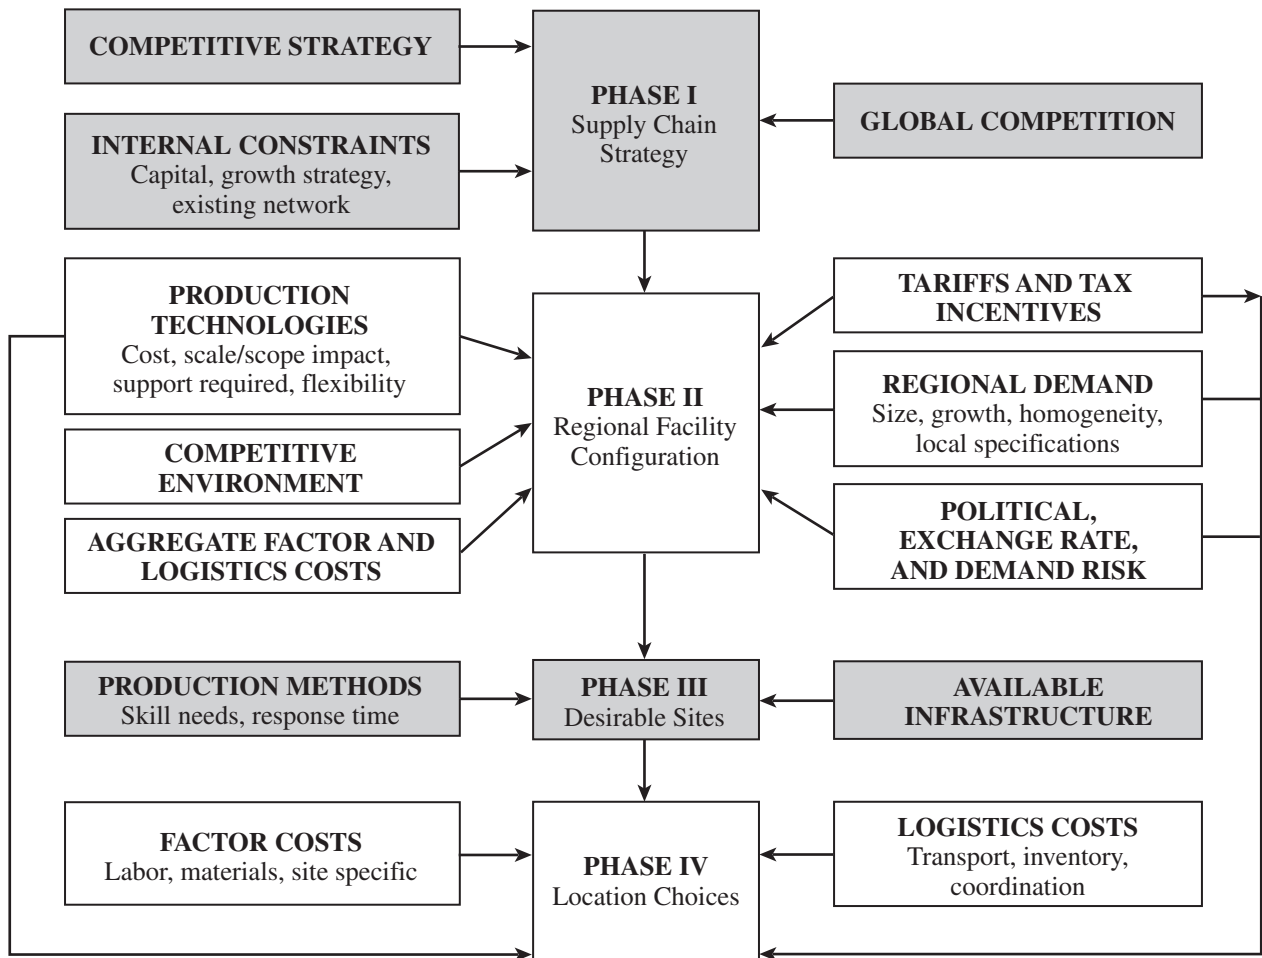 COMPETITIVE STRATEGY
INTERNAL CONSTRAINTS
Capital, growth strategy,
existing network
PHASE I
Supply Chain
Strategy
GLOBAL COMPETITION
PRODUCTION
TECHNOLOGIES
Cost, scale/scope impact,
support required, flexibility
COMPETITIVE
ENVIRONMENT
AGGREGATE FACTOR AND
LOGISTICS COSTS
PHASE II
Regional Facility
Configuration
TARIFFS AND TAX
INCENTIVES
REGIONAL DEMAND
Size, growth, homogeneity,
local specifications
POLITICAL,
EXCHANGE RATE,
AND DEMAND RISK
PRODUCTION METHODS
Skill needs, response time
PHASE III
Desirable Sites
AVAILABLE
INFRASTRUCTURE
FACTOR COSTS
Labor, materials, site specific
PHASE IV
Location Choices
LOGISTICS COSTS
Transport, inventory,
coordination